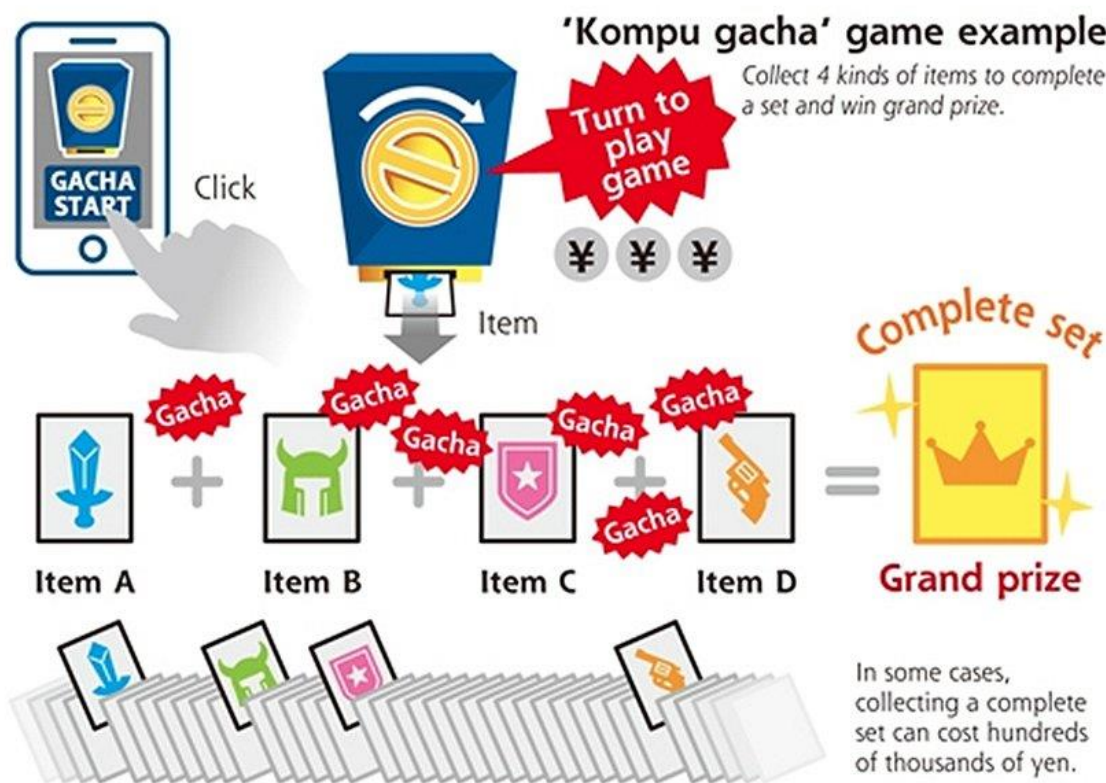 'Kompu gacha' game example
Collect 4 kinds of items to complete
a set and win grand prize.
GACHA
START
Click
Turn to
play
game
¥ ¥ ¥
Item
Complete set
Gacha
Gacha
Gacha
Gacha
Gacha
Gacha
Item A
+
Item B
+
Item C
+
Item D
=
Grand prize
In some cases,
collecting a complete
set can cost hundreds
of thousands of yen.